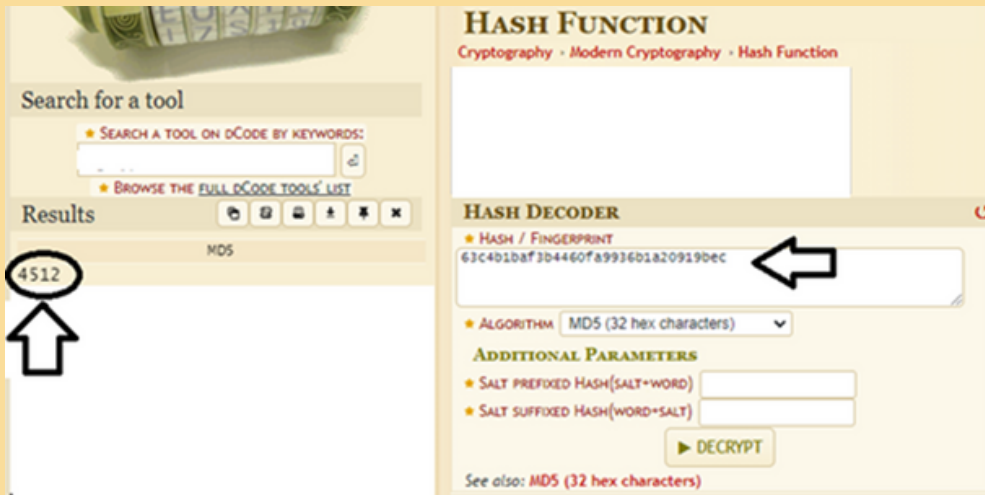 Search for a tool
★ SEARCH A TOOL ON DCODE BY KEYWORDS:
★ BROWSE THE FULL DCODE TOOLS' LIST
Results
MD5
4512
HASH FUNCTION
Cryptography • Modern Cryptography • Hash Function
HASH DECODER
★ HASH / FINGERPRINT
63c4b1baf3b4460fa9936b1a20919bec
★ ALGORITHM MD5 (32 hex characters)
ADDITIONAL PARAMETERS
★ SALT PREFIXED HASH(SALT+WORD)
★ SALT SUFFIXED HASH(WORD+SALT)
▶ DECRYPT
See also: MD5 (32 hex characters)